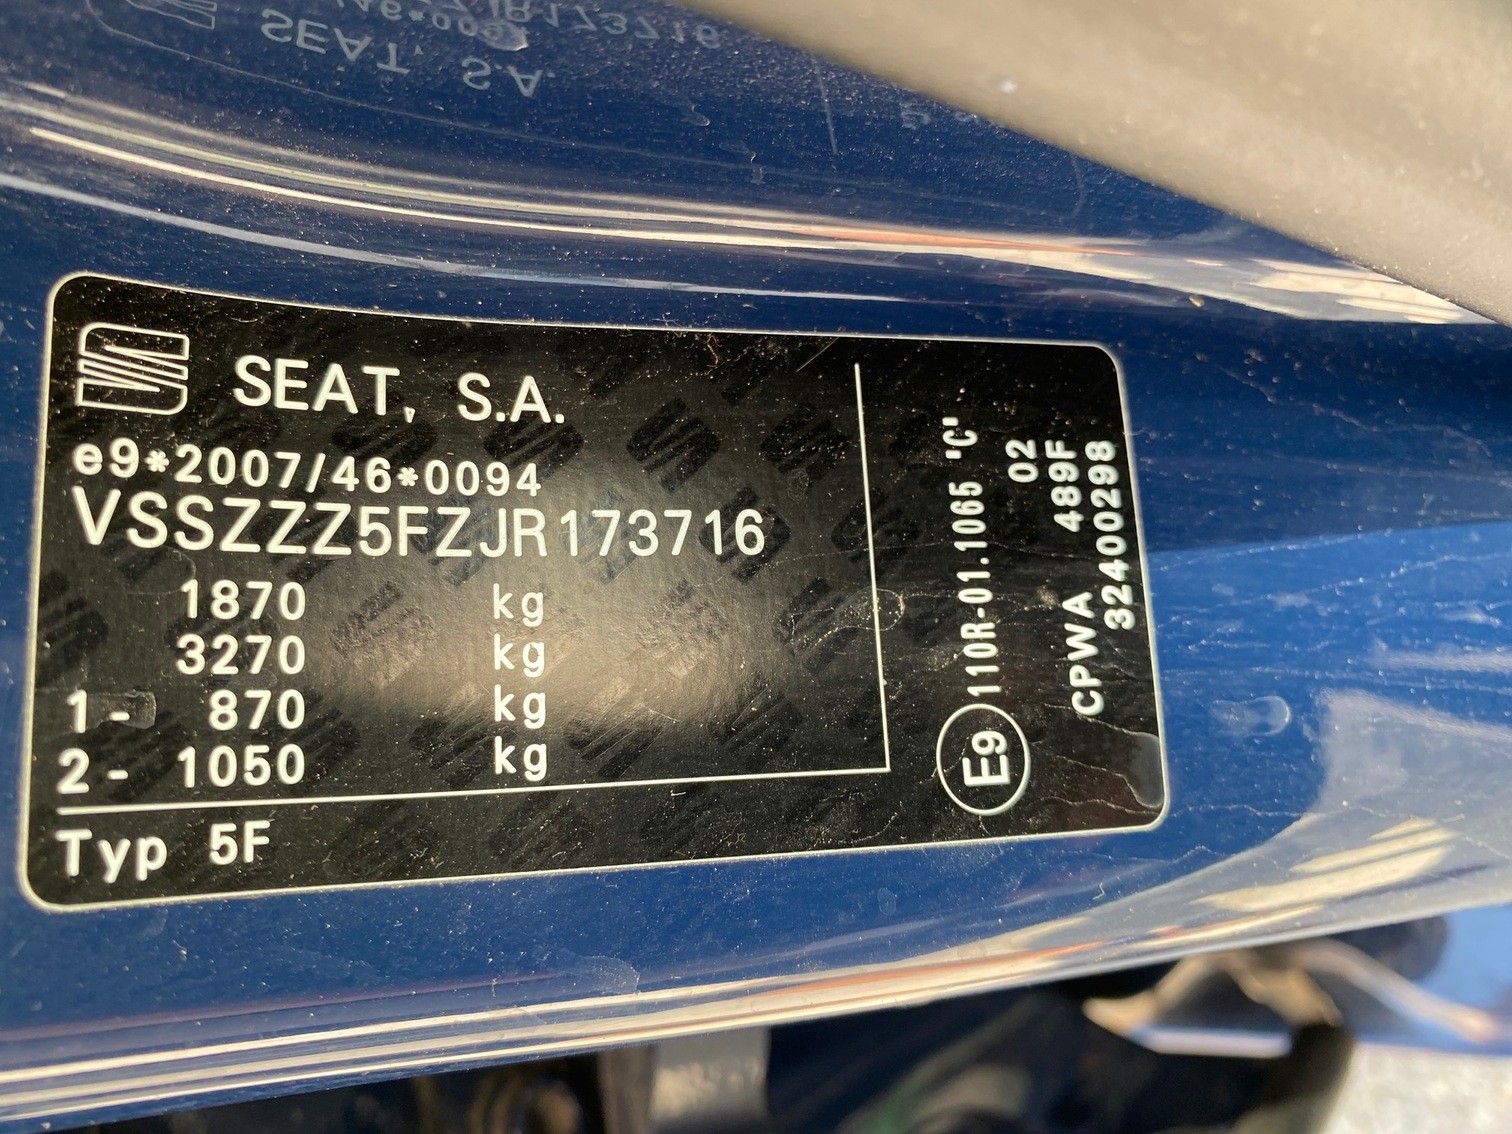 SEAT, S.A.
e9*2007/46*0094
VSSZZZ5FZJR173716
1870 kg
3270 kg
1- 870 kg
2- 1050 kg
Typ 5F
E9 110R-01.1065 "C"
02
CPWA 489F
32400298
SEAT, S.A.